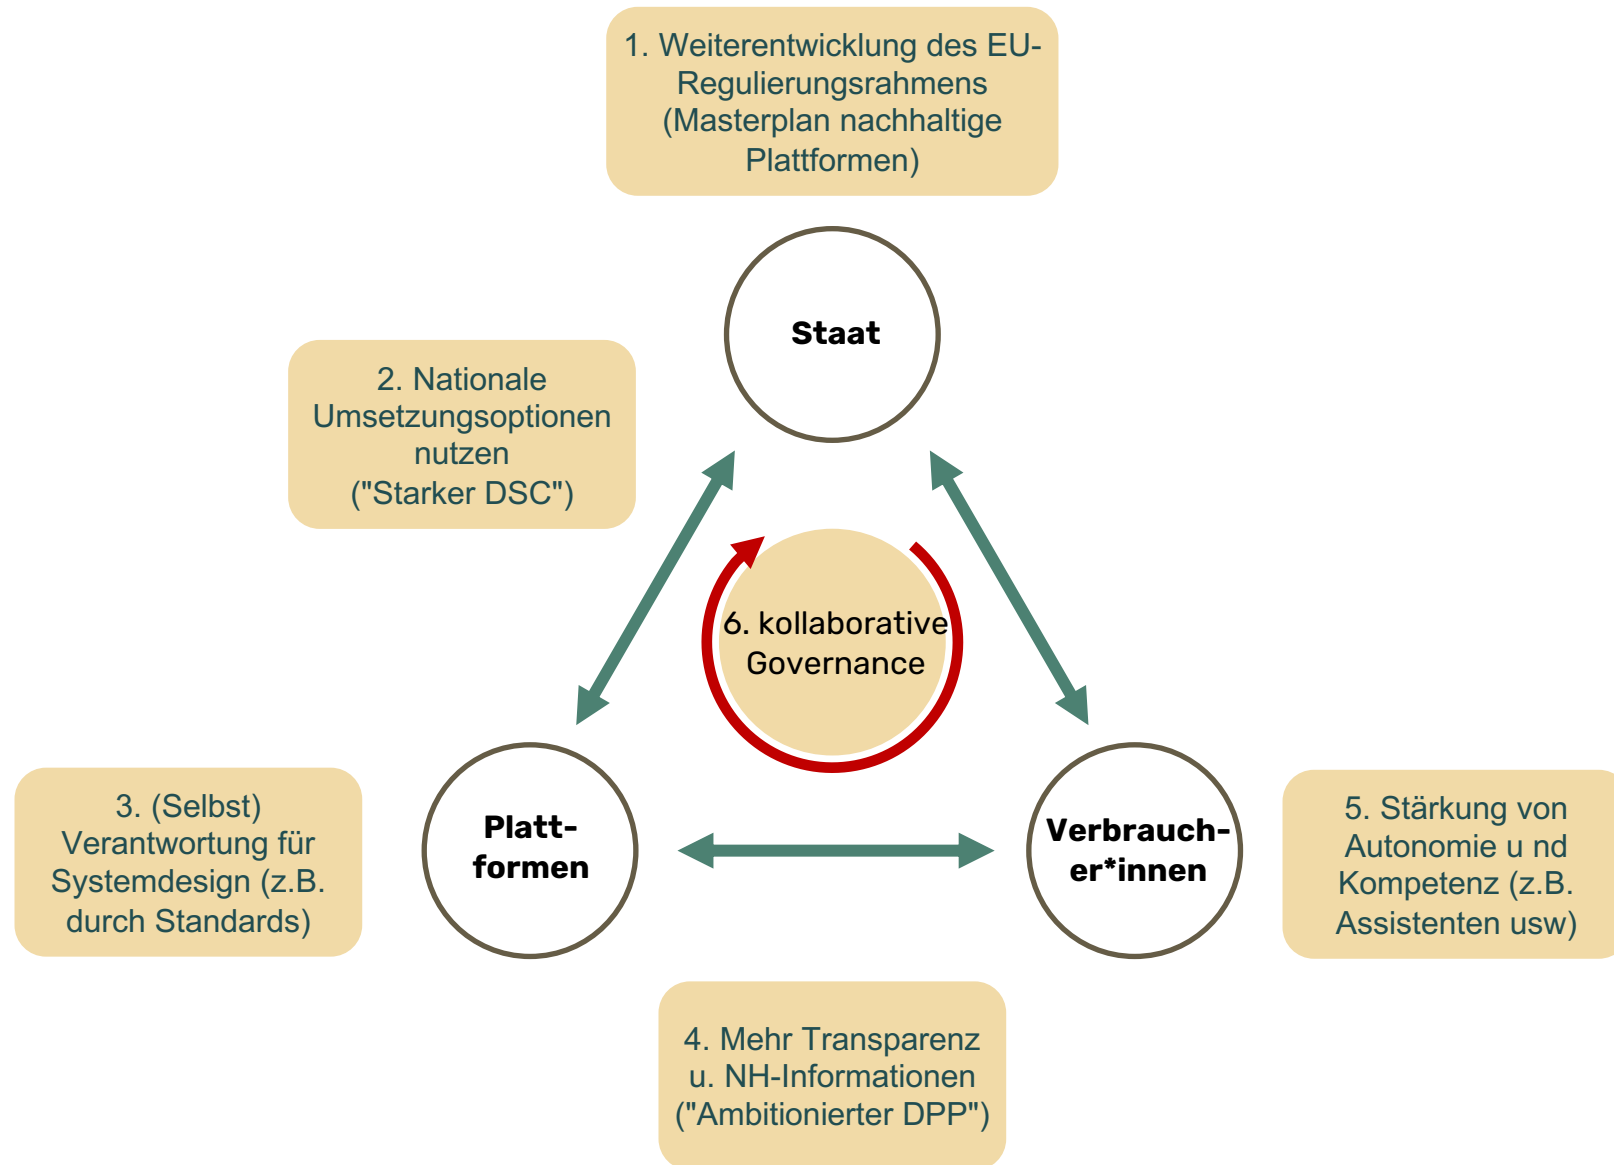 1. Weiterentwicklung des EU-
Regulierungsrahmens
(Masterplan nachhaltige
Plattformen)
Staat
2. Nationale
Umsetzungsoptionen
nutzen
("Starker DSC")
6. kollaborative
Governance
3. (Selbst)
Verantwortung für
Systemdesign (z.B.
durch Standards)
Platt-
formen
Verbrauch-
er*innen
5. Stärkung von
Autonomie u nd
Kompetenz (z.B.
Assistenten usw)
4. Mehr Transparenz
u. NH-Informationen
("Ambitionierter DPP")